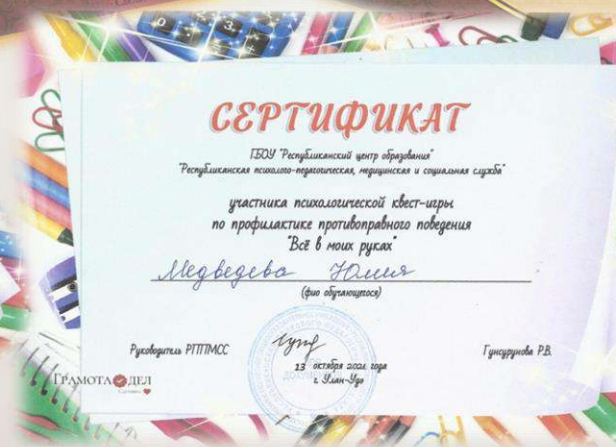 СЕРТИФИКАТ
ГБОУ "Республиканский центр образования"
"Республиканская психолого-педагогическая, медицинская и социальная служба"
участника психологической квест-игры
по профилактике противоправного поведения
"Всё в моих руках"
Медведева Юлия
(фио обучающегося)
Руководитель РППМСС
Гунсурунова Р.В.
13 октября 2021 года
г. Улан-Удэ
ГРАМОТА ДЕЛ